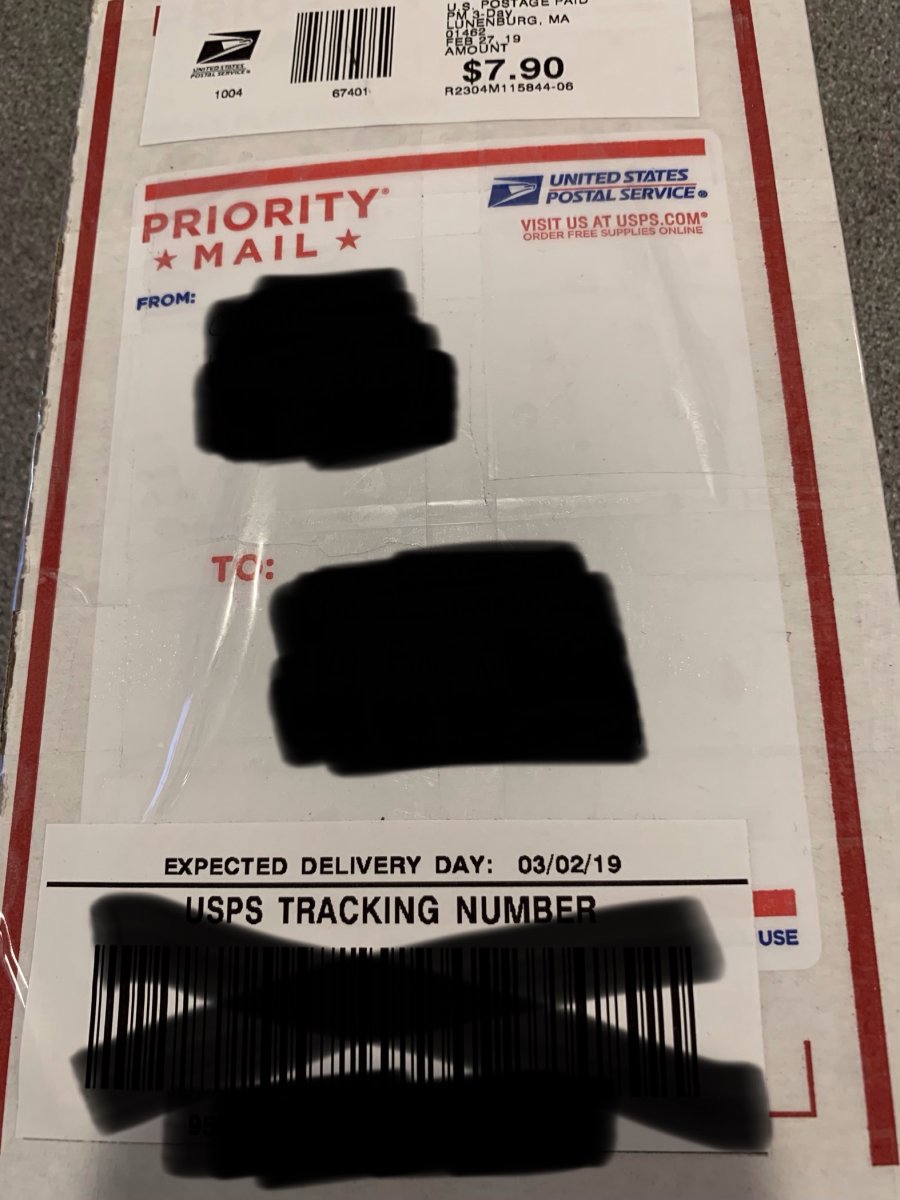 U.S. POSTAGE PAID
PM 3-Day
LUNENBURG, MA
01462
FEB 27, 19
AMOUNT
$7.90
R2304M115844-06
UNITED STATES
POSTAL SERVICE®
1004
67401
PRIORITY®
★ MAIL ★
UNITED STATES
POSTAL SERVICE®
VISIT US AT USPS.COM®
ORDER FREE SUPPLIES ONLINE
FROM:
TO:
EXPECTED DELIVERY DAY: 03/02/19
USPS TRACKING NUMBER
USE
95